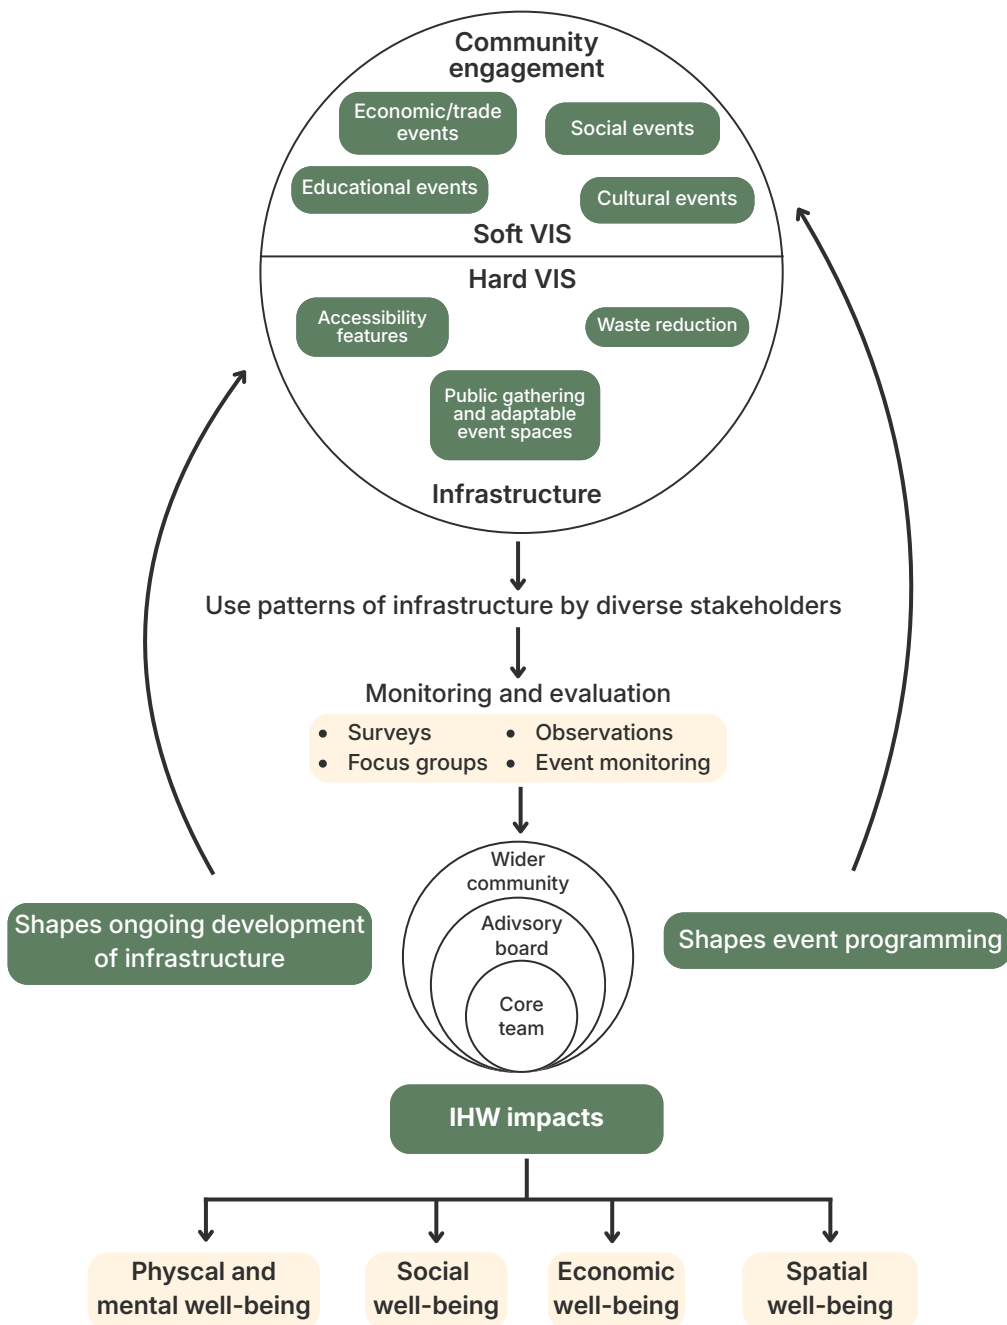 Community
engagement
Economic/trade
events
Social events
Educational events
Cultural events
Soft VIS
Hard VIS
Accessibility
features
Waste reduction
Public gathering
and adaptable
event spaces
Infrastructure
Use patterns of infrastructure by diverse stakeholders
Monitoring and evaluation
• Surveys
• Observations
• Focus groups
• Event monitoring
Wider
community
Adivsory
board
Core
team
Shapes ongoing development
of infrastructure
Shapes event programming
IHW impacts
Physcal and
mental well-being
Social
well-being
Economic
well-being
Spatial
well-being